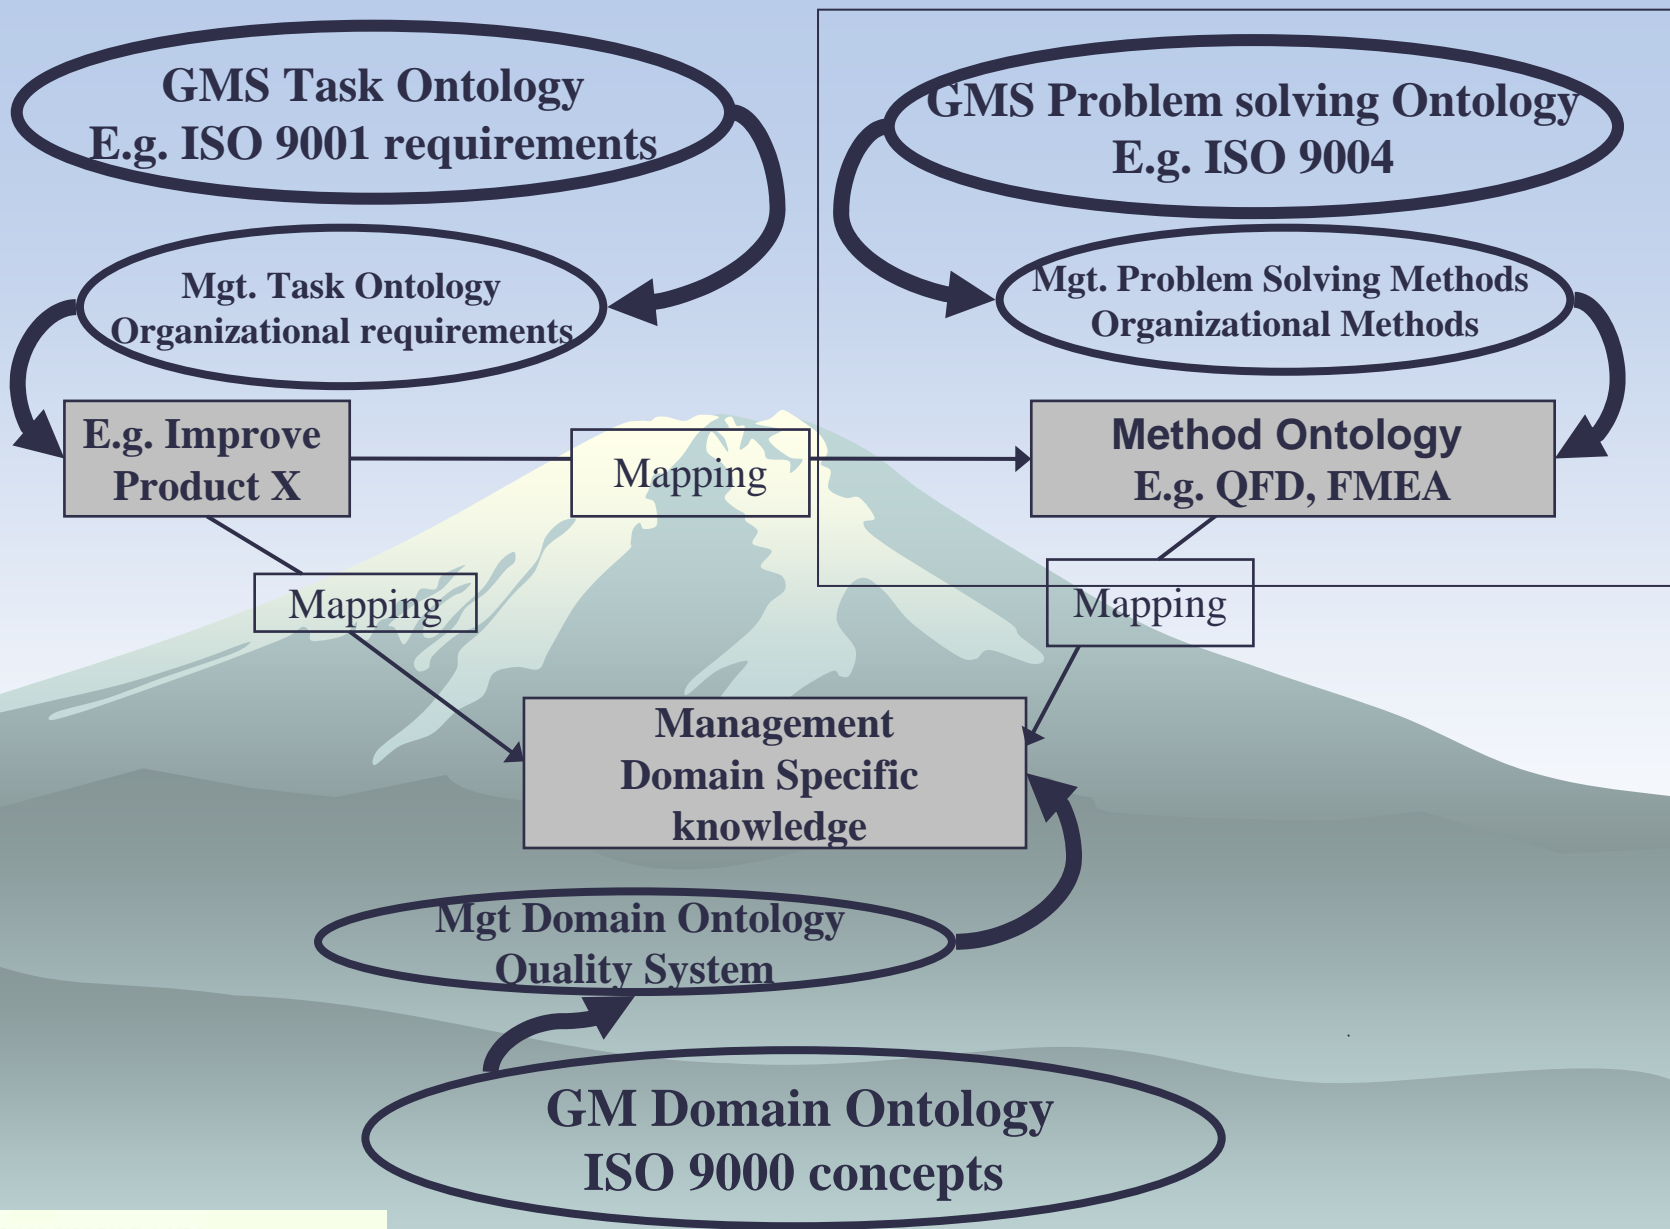 GMS Task Ontology
E.g. ISO 9001 requirements
GMS Problem solving Ontology
E.g. ISO 9004
Mgt. Task Ontology
Organizational requirements
Mgt. Problem Solving Methods
Organizational Methods
E.g. Improve
Product X
Mapping
Method Ontology
E.g. QFD, FMEA
Mapping
Mapping
Management
Domain Specific
knowledge
Mgt Domain Ontology
Quality System
GM Domain Ontology
ISO 9000 concepts